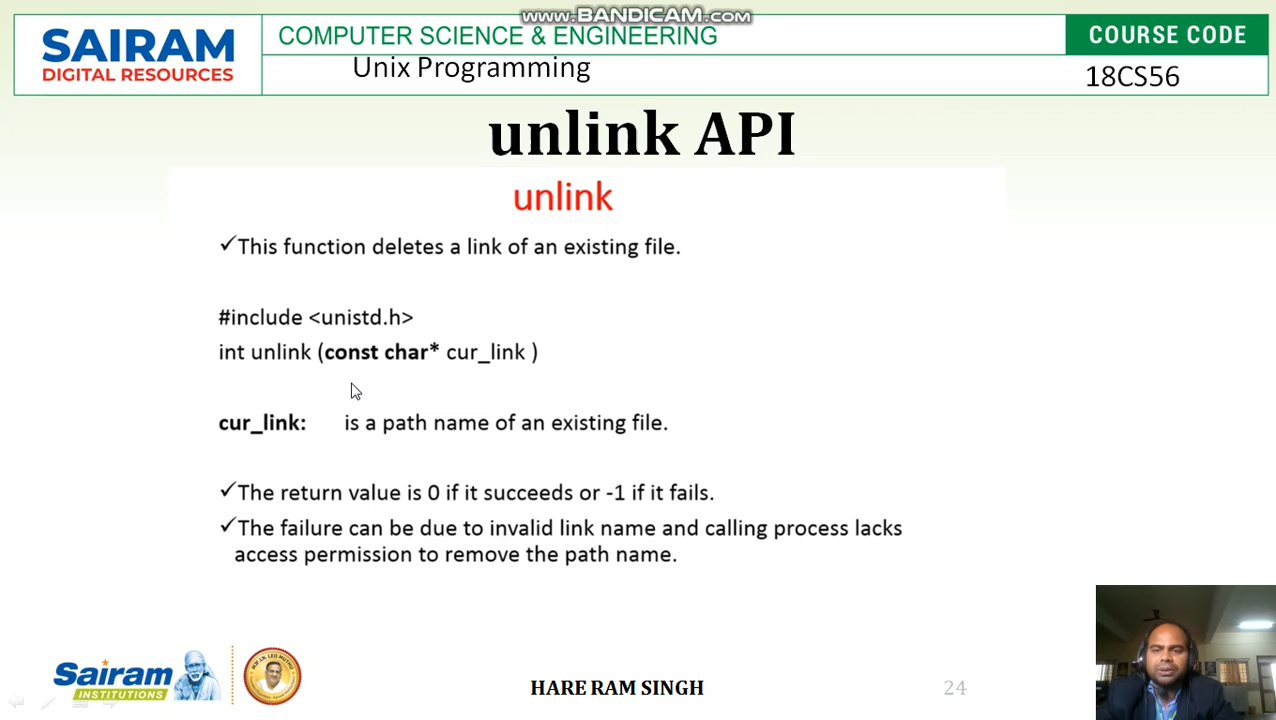 www.BANDICAM.com
SAIRAM
DIGITAL RESOURCES
COMPUTER SCIENCE & ENGINEERING
COURSE CODE
Unix Programming
18CS56
unlink API
unlink
✓This function deletes a link of an existing file.
#include <unistd.h>
int unlink (const char* cur_link )
cur_link: is a path name of an existing file.
✓The return value is 0 if it succeeds or -1 if it fails.
✓The failure can be due to invalid link name and calling process lacks
access permission to remove the path name.
Sairam
INSTITUTIONS
HARE RAM SINGH
24